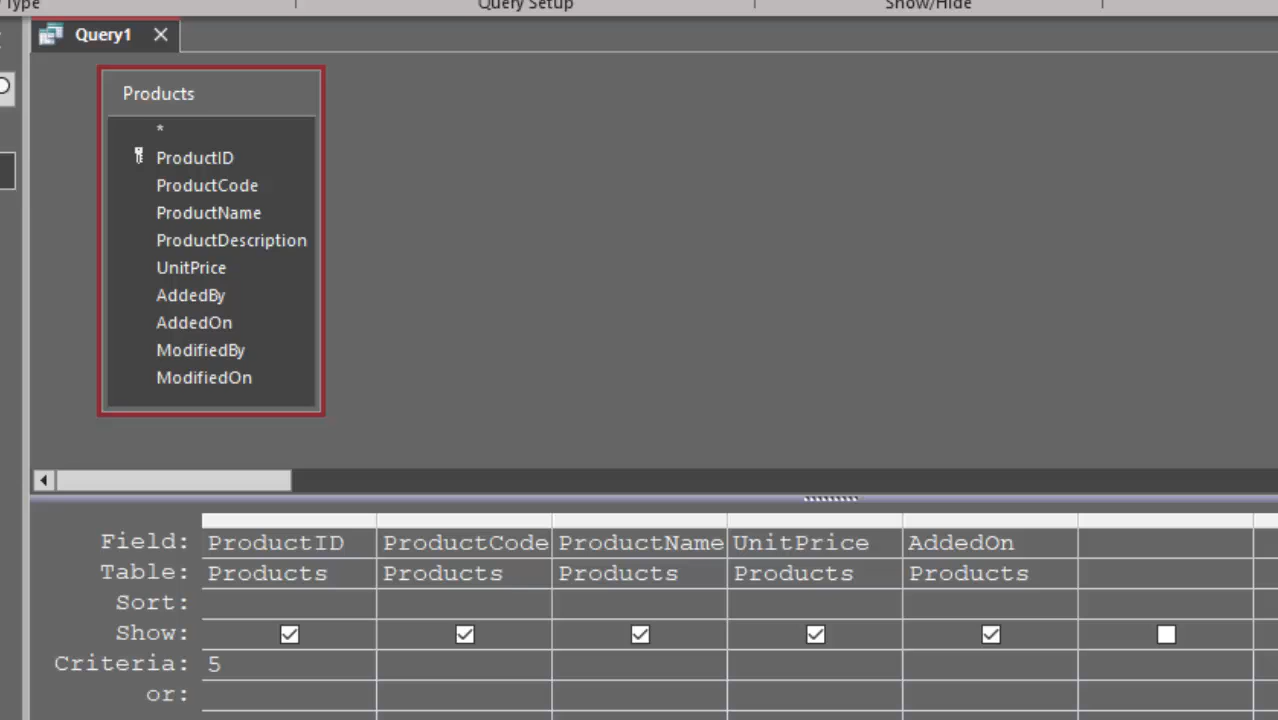 Type Query Setup Show/Hide
Query1
Products
*
ProductID
ProductCode
ProductName
ProductDescription
UnitPrice
AddedBy
AddedOn
ModifiedBy
ModifiedOn
Field: ProductID ProductCode ProductName UnitPrice AddedOn
Table: Products Products Products Products Products
Sort:
Show:
Criteria: 5
or: